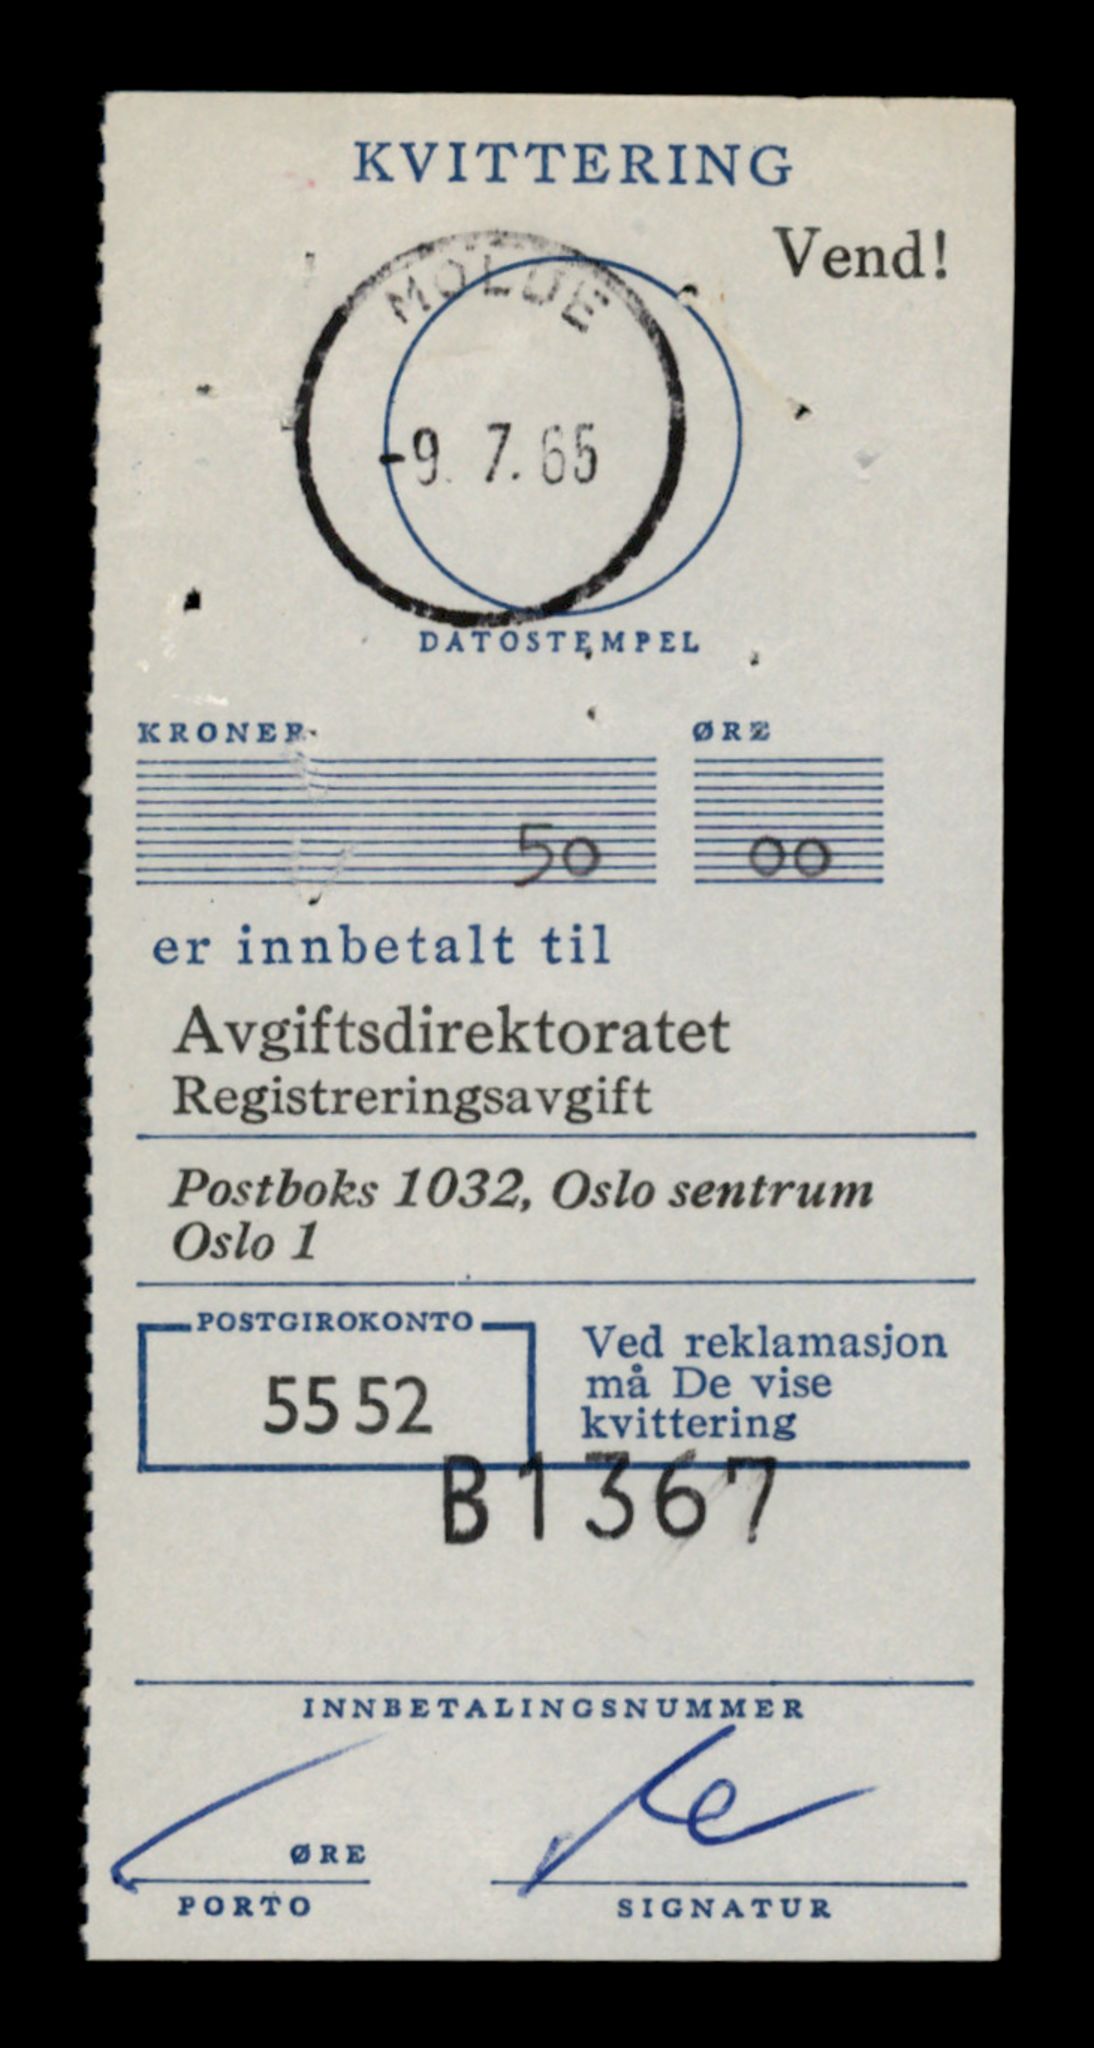 KVITTERING
Vend!
MOLDE
-9. 7. 65
DATOSTEMPEL
KRONER ØRE
50 00
er innbetalt til
Avgiftsdirektoratet
Registreringsavgift
Postboks 1032, Oslo sentrum
Oslo 1
POSTGIROKONTO
5552
Ved reklamasjon
må De vise
kvittering
B1367
INNBETALINGSNUMMER
ØRE
PORTO
SIGNATUR